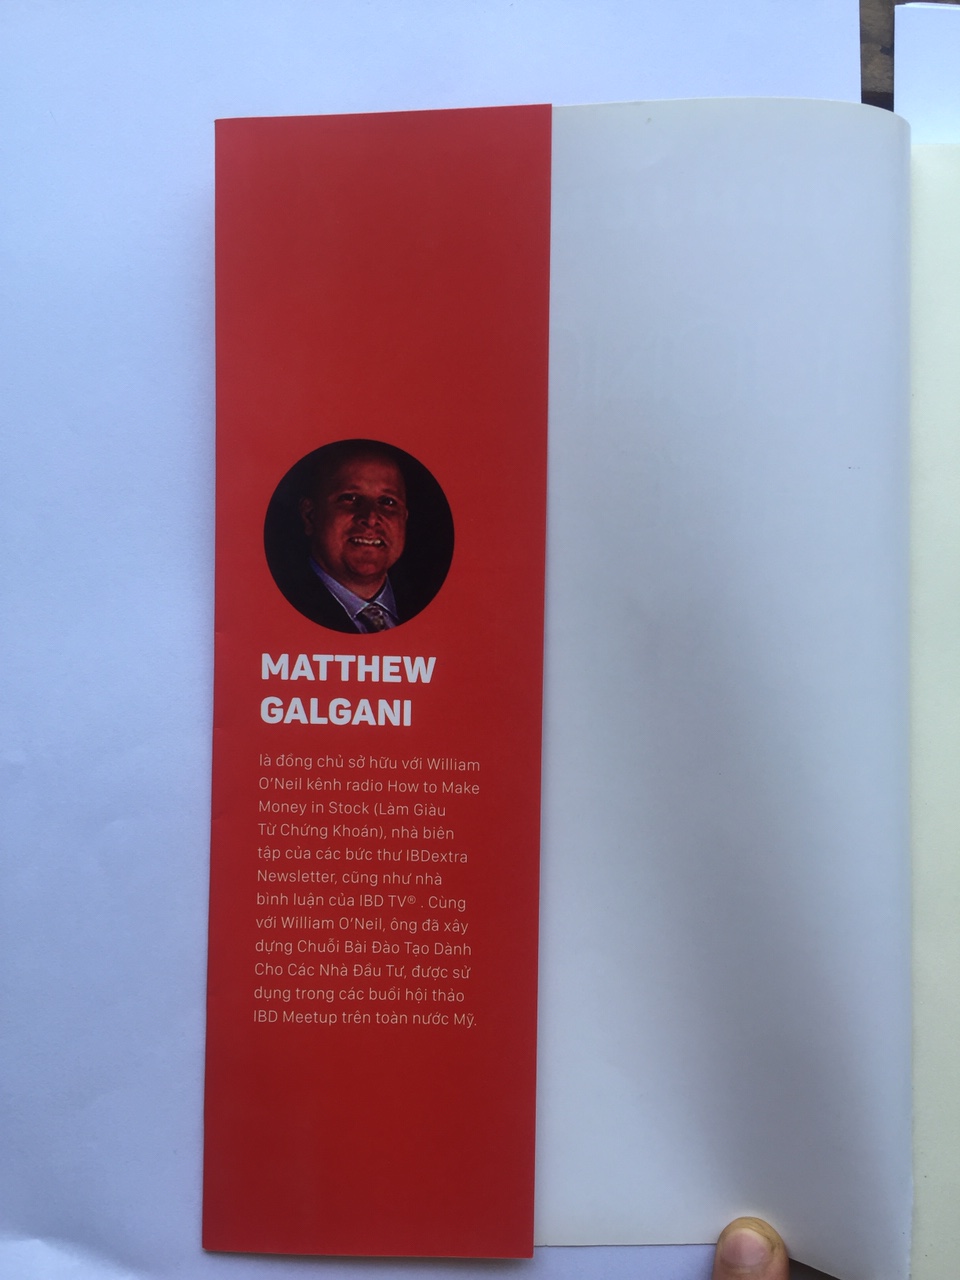 MATTHEW
GALGANI
là đồng chủ sở hữu với William
O'Neil kênh radio How to Make
Money in Stock (Làm Giàu
Từ Chứng Khoán), nhà biên
tập của các bức thư IBDextra
Newsletter, cũng như nhà
bình luận của IBD TV® . Cùng
với William O'Neil, ông đã xây
dựng Chuỗi Bài Đào Tạo Dành
Cho Các Nhà Đầu Tư, được sử
dụng trong các buổi hội thảo
IBD Meetup trên toàn nước Mỹ.